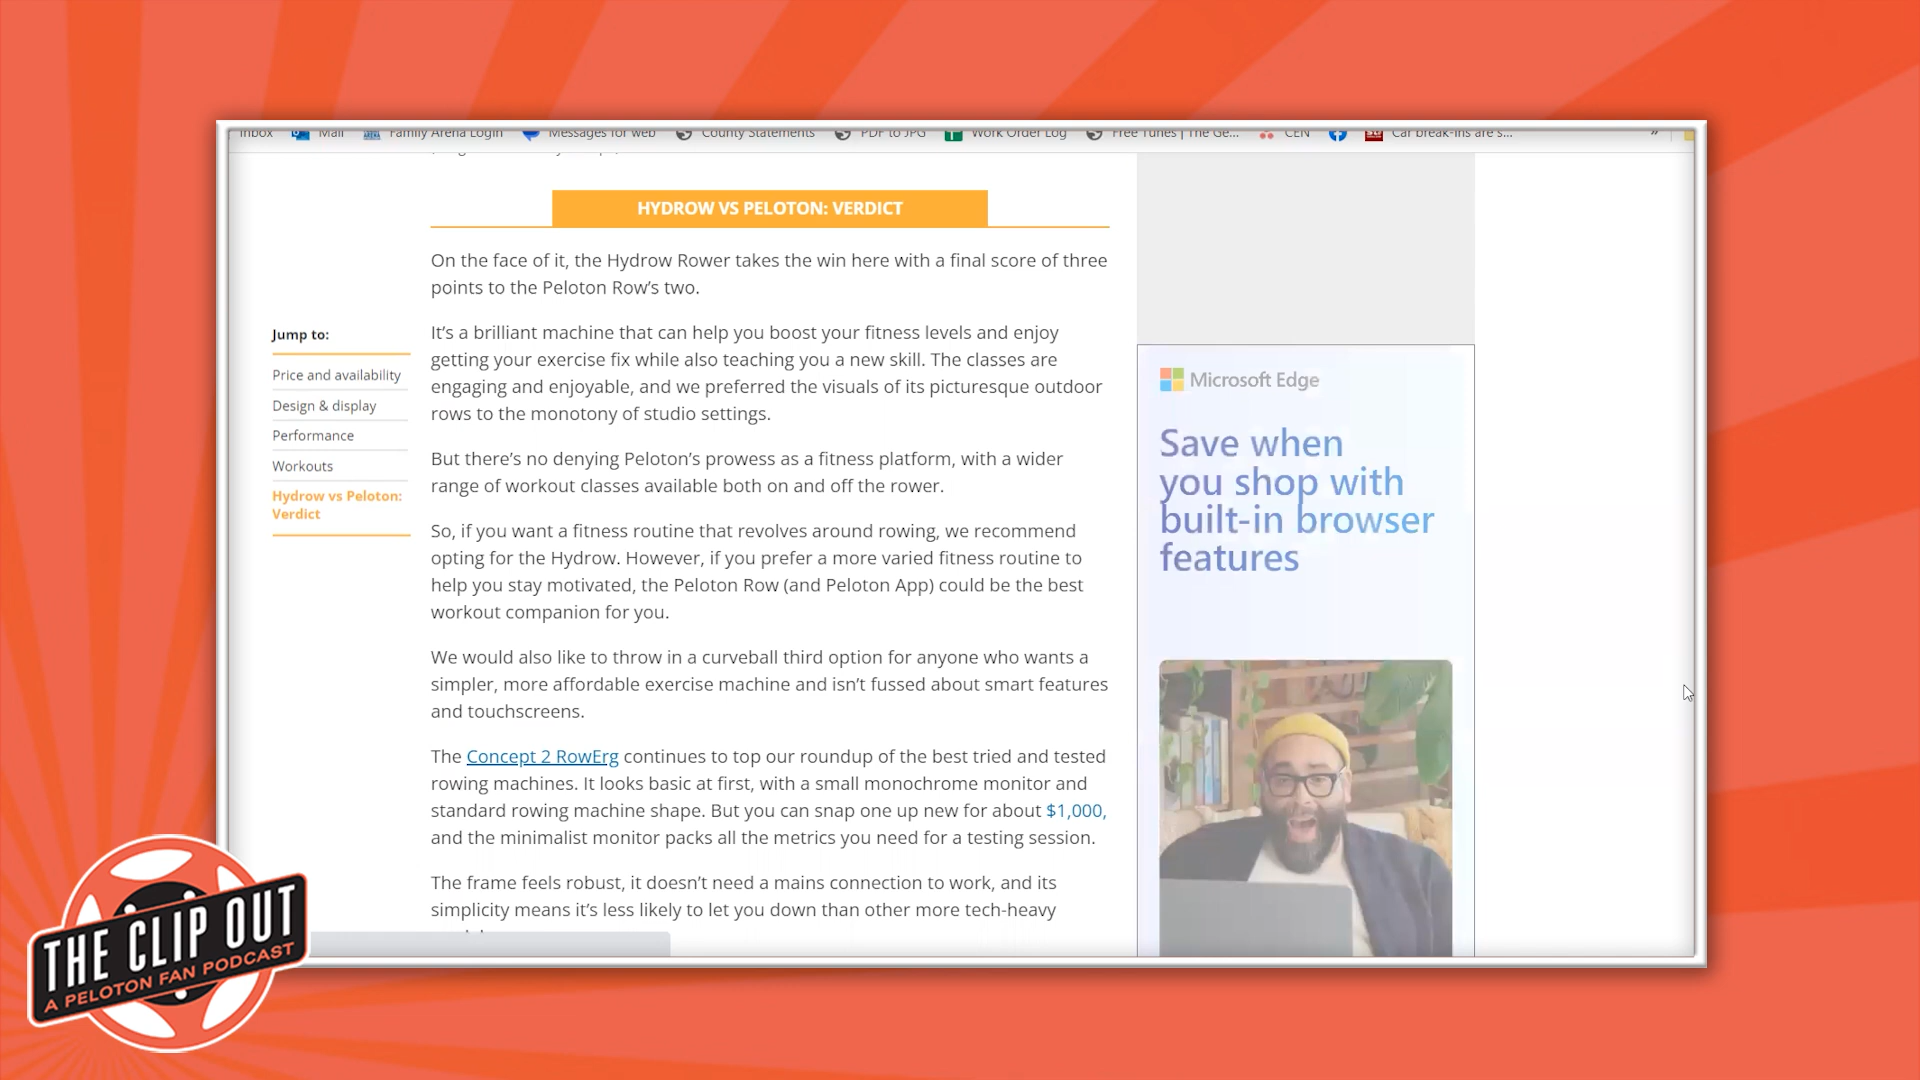 Inbox Mail Family Arena Login Messages for web County Statements PDF to JPG Work Order Log Free Tunes | The Ge... CEN Car break-ins are s... »
HYDROW VS PELOTON: VERDICT
On the face of it, the Hydrow Rower takes the win here with a final score of three
points to the Peloton Row's two.
Jump to:
Price and availability
Design & display
Performance
Workouts
Hydrow vs Peloton:
Verdict
It's a brilliant machine that can help you boost your fitness levels and enjoy
getting your exercise fix while also teaching you a new skill. The classes are
engaging and enjoyable, and we preferred the visuals of its picturesque outdoor
rows to the monotony of studio settings.
But there's no denying Peloton's prowess as a fitness platform, with a wider
range of workout classes available both on and off the rower.
So, if you want a fitness routine that revolves around rowing, we recommend
opting for the Hydrow. However, if you prefer a more varied fitness routine to
help you stay motivated, the Peloton Row (and Peloton App) could be the best
workout companion for you.
We would also like to throw in a curveball third option for anyone who wants a
simpler, more affordable exercise machine and isn't fussed about smart features
and touchscreens.
The Concept 2 RowErg continues to top our roundup of the best tried and tested
rowing machines. It looks basic at first, with a small monochrome monitor and
standard rowing machine shape. But you can snap one up new for about $1,000,
and the minimalist monitor packs all the metrics you need for a testing session.
The frame feels robust, it doesn't need a mains connection to work, and its
simplicity means it's less likely to let you down than other more tech-heavy
Microsoft Edge
Save when
you shop with
built-in browser
features
THE CLIP OUT
A PELOTON FAN PODCAST